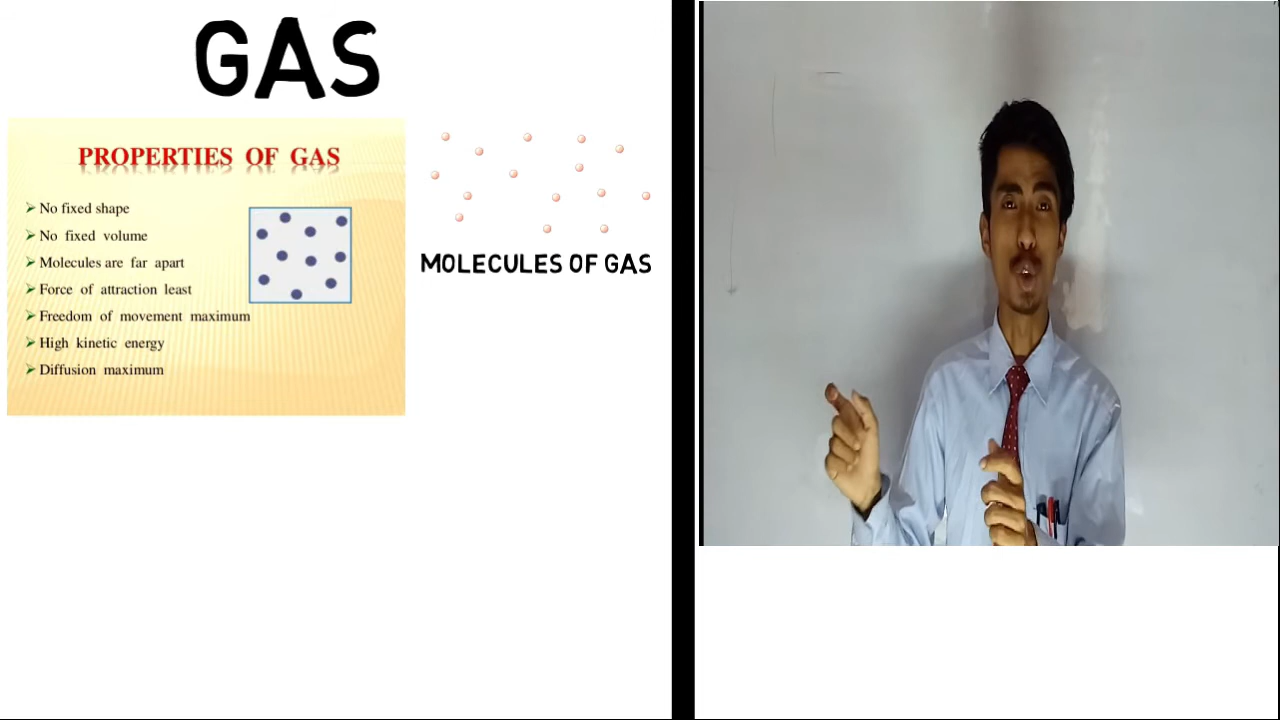 GAS
PROPERTIES OF GAS
No fixed shape
No fixed volume
Molecules are far apart
Force of attraction least
Freedom of movement maximum
High kinetic energy
Diffusion maximum
MOLECULES OF GAS